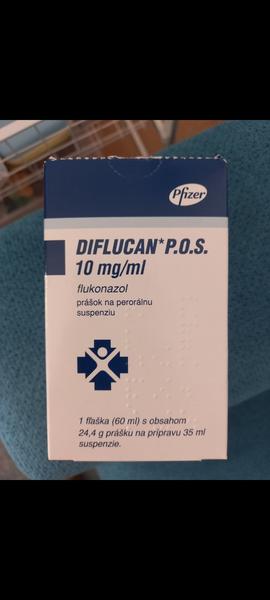 Pfizer
DIFLUCAN* P.O.S.
10 mg/ml
flukonazol
prášok na perorálnu
suspenziu
1 fľaška (60 ml) s obsahom
24,4 g prášku na prípravu 35 ml
suspenzie.